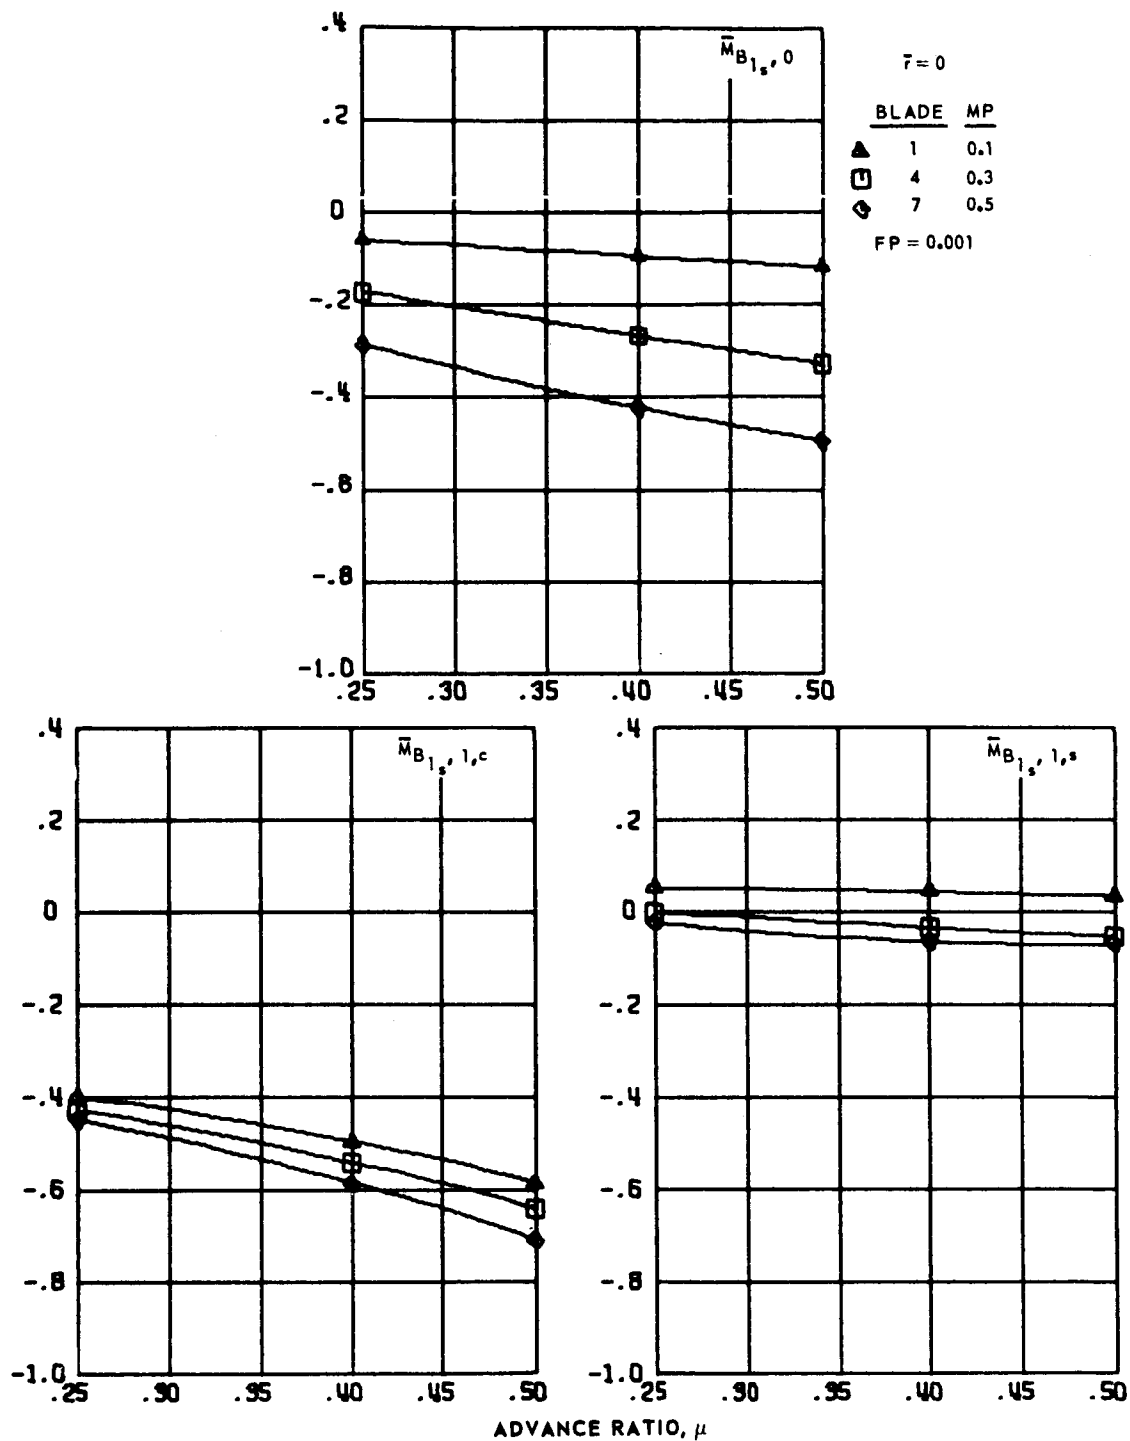 M̄B1s, 0
r̄ = 0
BLADE MP
1 0.1
4 0.3
7 0.5
FP = 0.001
.4
.2
0
-.2
-.4
-.8
-.8
-1.0
.25 .30 .35 .40 .45 .50
M̄B1s, 1,c
.4
.2
0
-.2
-.4
-.6
-.8
-1.0
.25 .30 .35 .40 .45 .50
M̄B1s, 1,s
.4
.2
0
-.2
-.4
-.6
-.8
-1.0
.25 .30 .35 .40 .45 .50
ADVANCE RATIO, μ